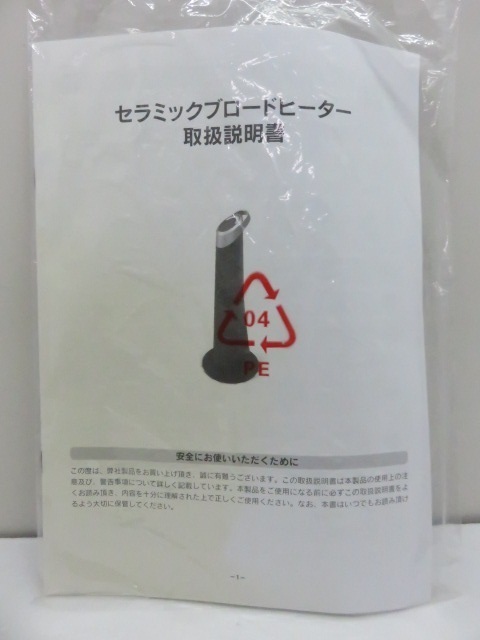 セラミックブロードヒーター
取扱説明書
04
PE
安全にお使いいただくために
この度は、弊社製品をお買い上げ頂き、誠に有難うございます。この取扱説明書は本製品の使用上の注
意及び、警告事項について詳しく記載しています。本製品をご使用になる前に必ずこの取扱説明書をよ
くお読み頂き、内容を十分に理解された上で正しくご使用ください。なお、本書はいつでもお読み頂け
るよう大切に保管してください。
－1－